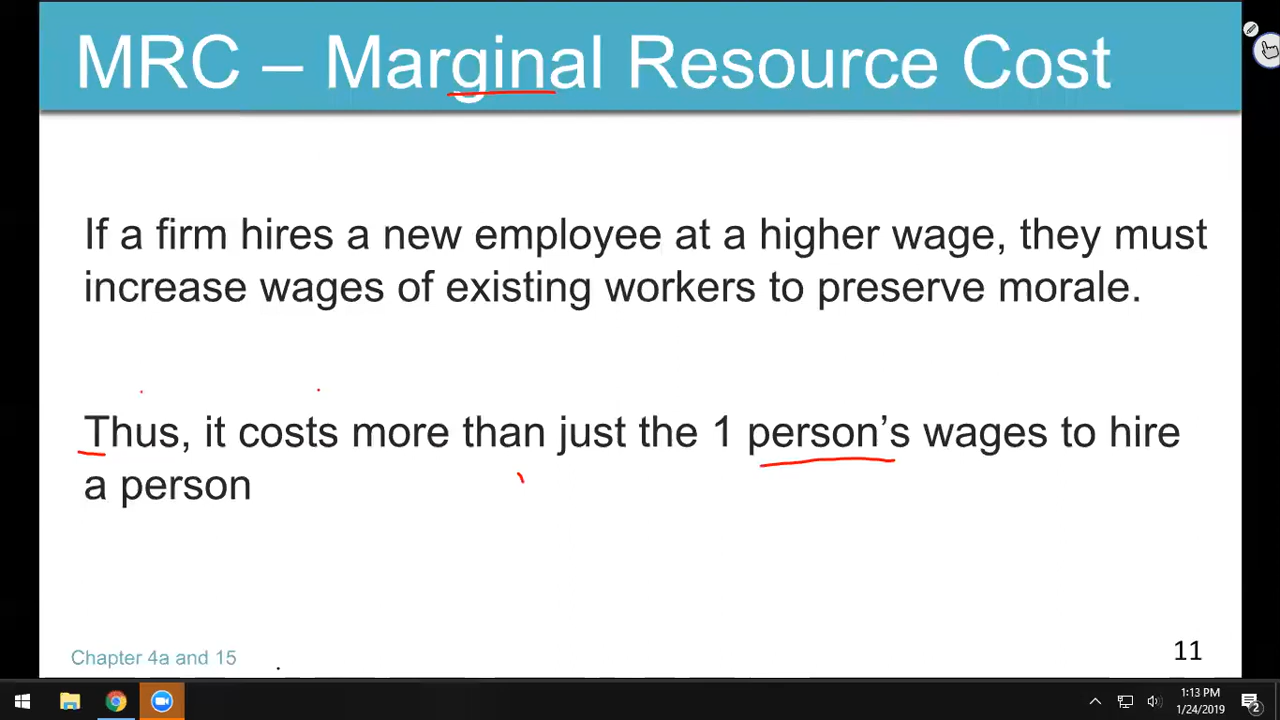 MRC – Marginal Resource Cost
If a firm hires a new employee at a higher wage, they must
increase wages of existing workers to preserve morale.
Thus, it costs more than just the 1 person’s wages to hire
a person
Chapter 4a and 15
11
1:13 PM
1/24/2019
2